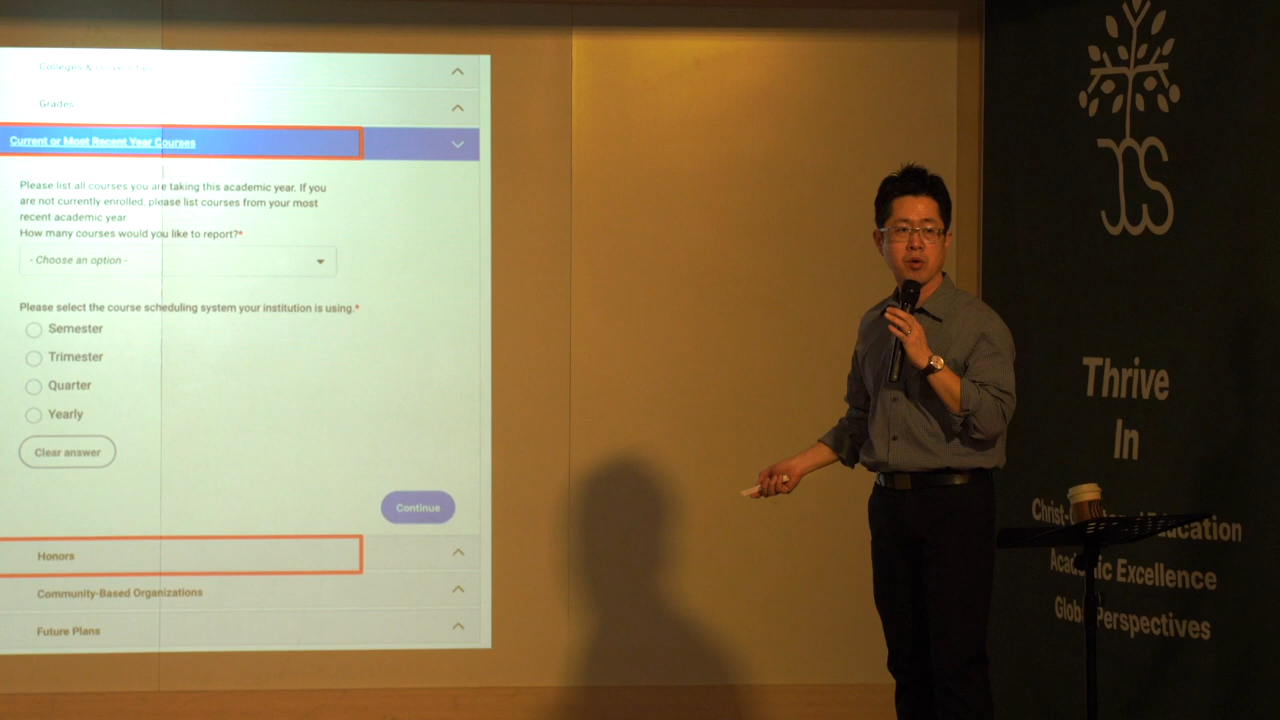 Colleges & Universities
Grades
Current or Most Recent Year Courses
Please list all courses you are taking this academic year. If you
are not currently enrolled, please list courses from your most
recent academic year
How many courses would you like to report?*
- Choose an option -
Please select the course scheduling system your institution is using.*
Semester
Trimester
Quarter
Yearly
Clear answer
Continue
Honors
Community-Based Organizations
Future Plans
Thrive
In
Academic Excellence
Perspectives